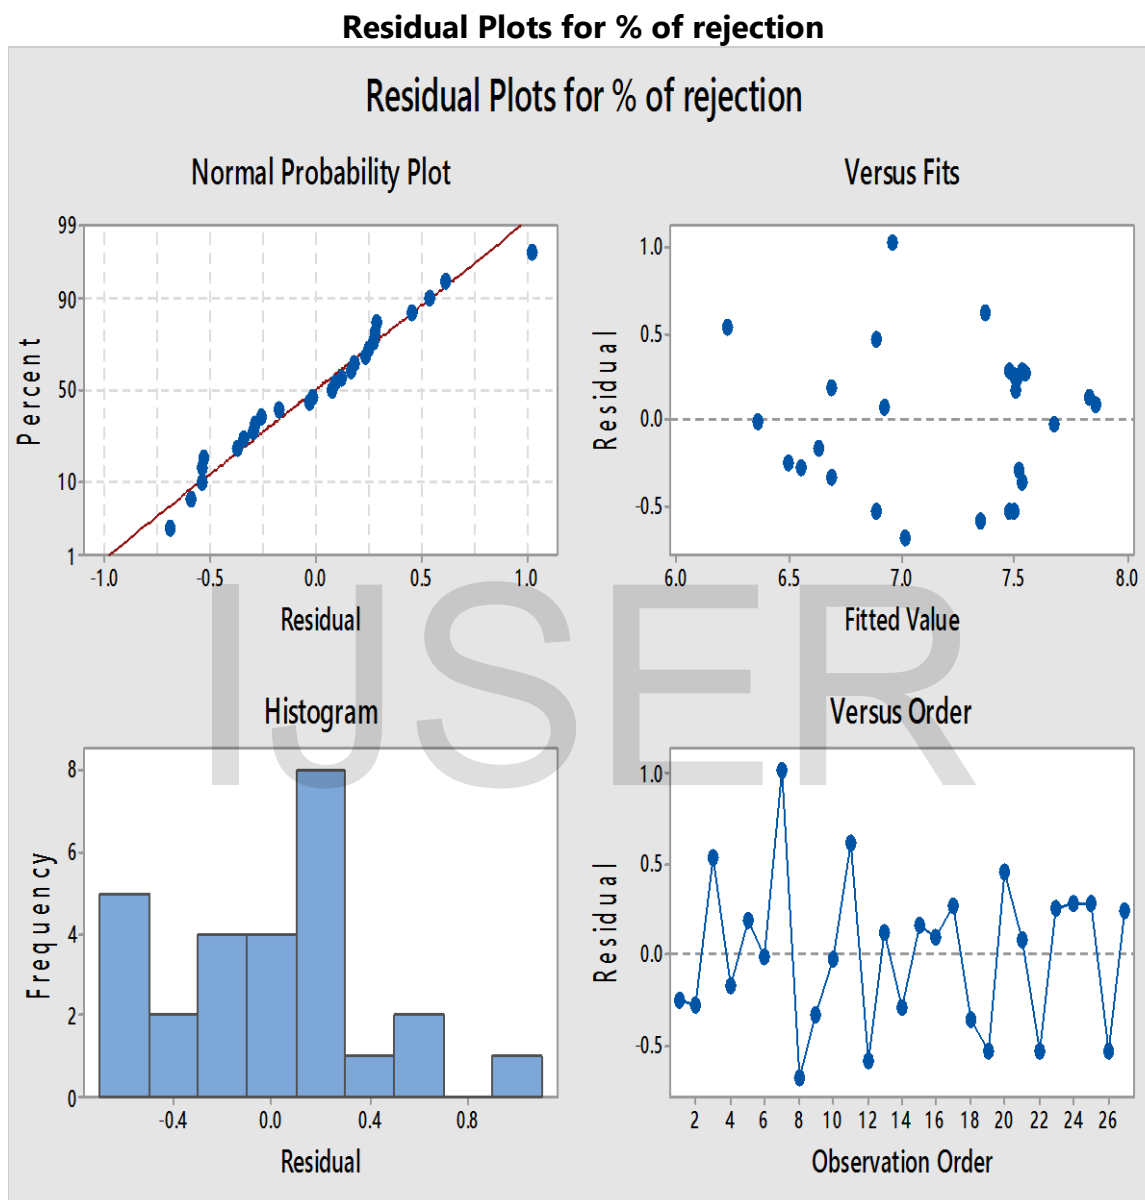 Residual Plots for % of rejection
Residual Plots for % of rejection
Normal Probability Plot
99
90
50
10
1
Percent
-1.0 -0.5 0.0 0.5 1.0
Residual
Versus Fits
1.0
0.5
0.0
-0.5
Residual
6.0 6.5 7.0 7.5 8.0
Fitted Value
IJSER
Histogram
8
6
4
2
0
Frequency
-0.4 0.0 0.4 0.8
Residual
Versus Order
1.0
0.5
0.0
-0.5
Residual
2 4 6 8 10 12 14 16 18 20 22 24 26
Observation Order